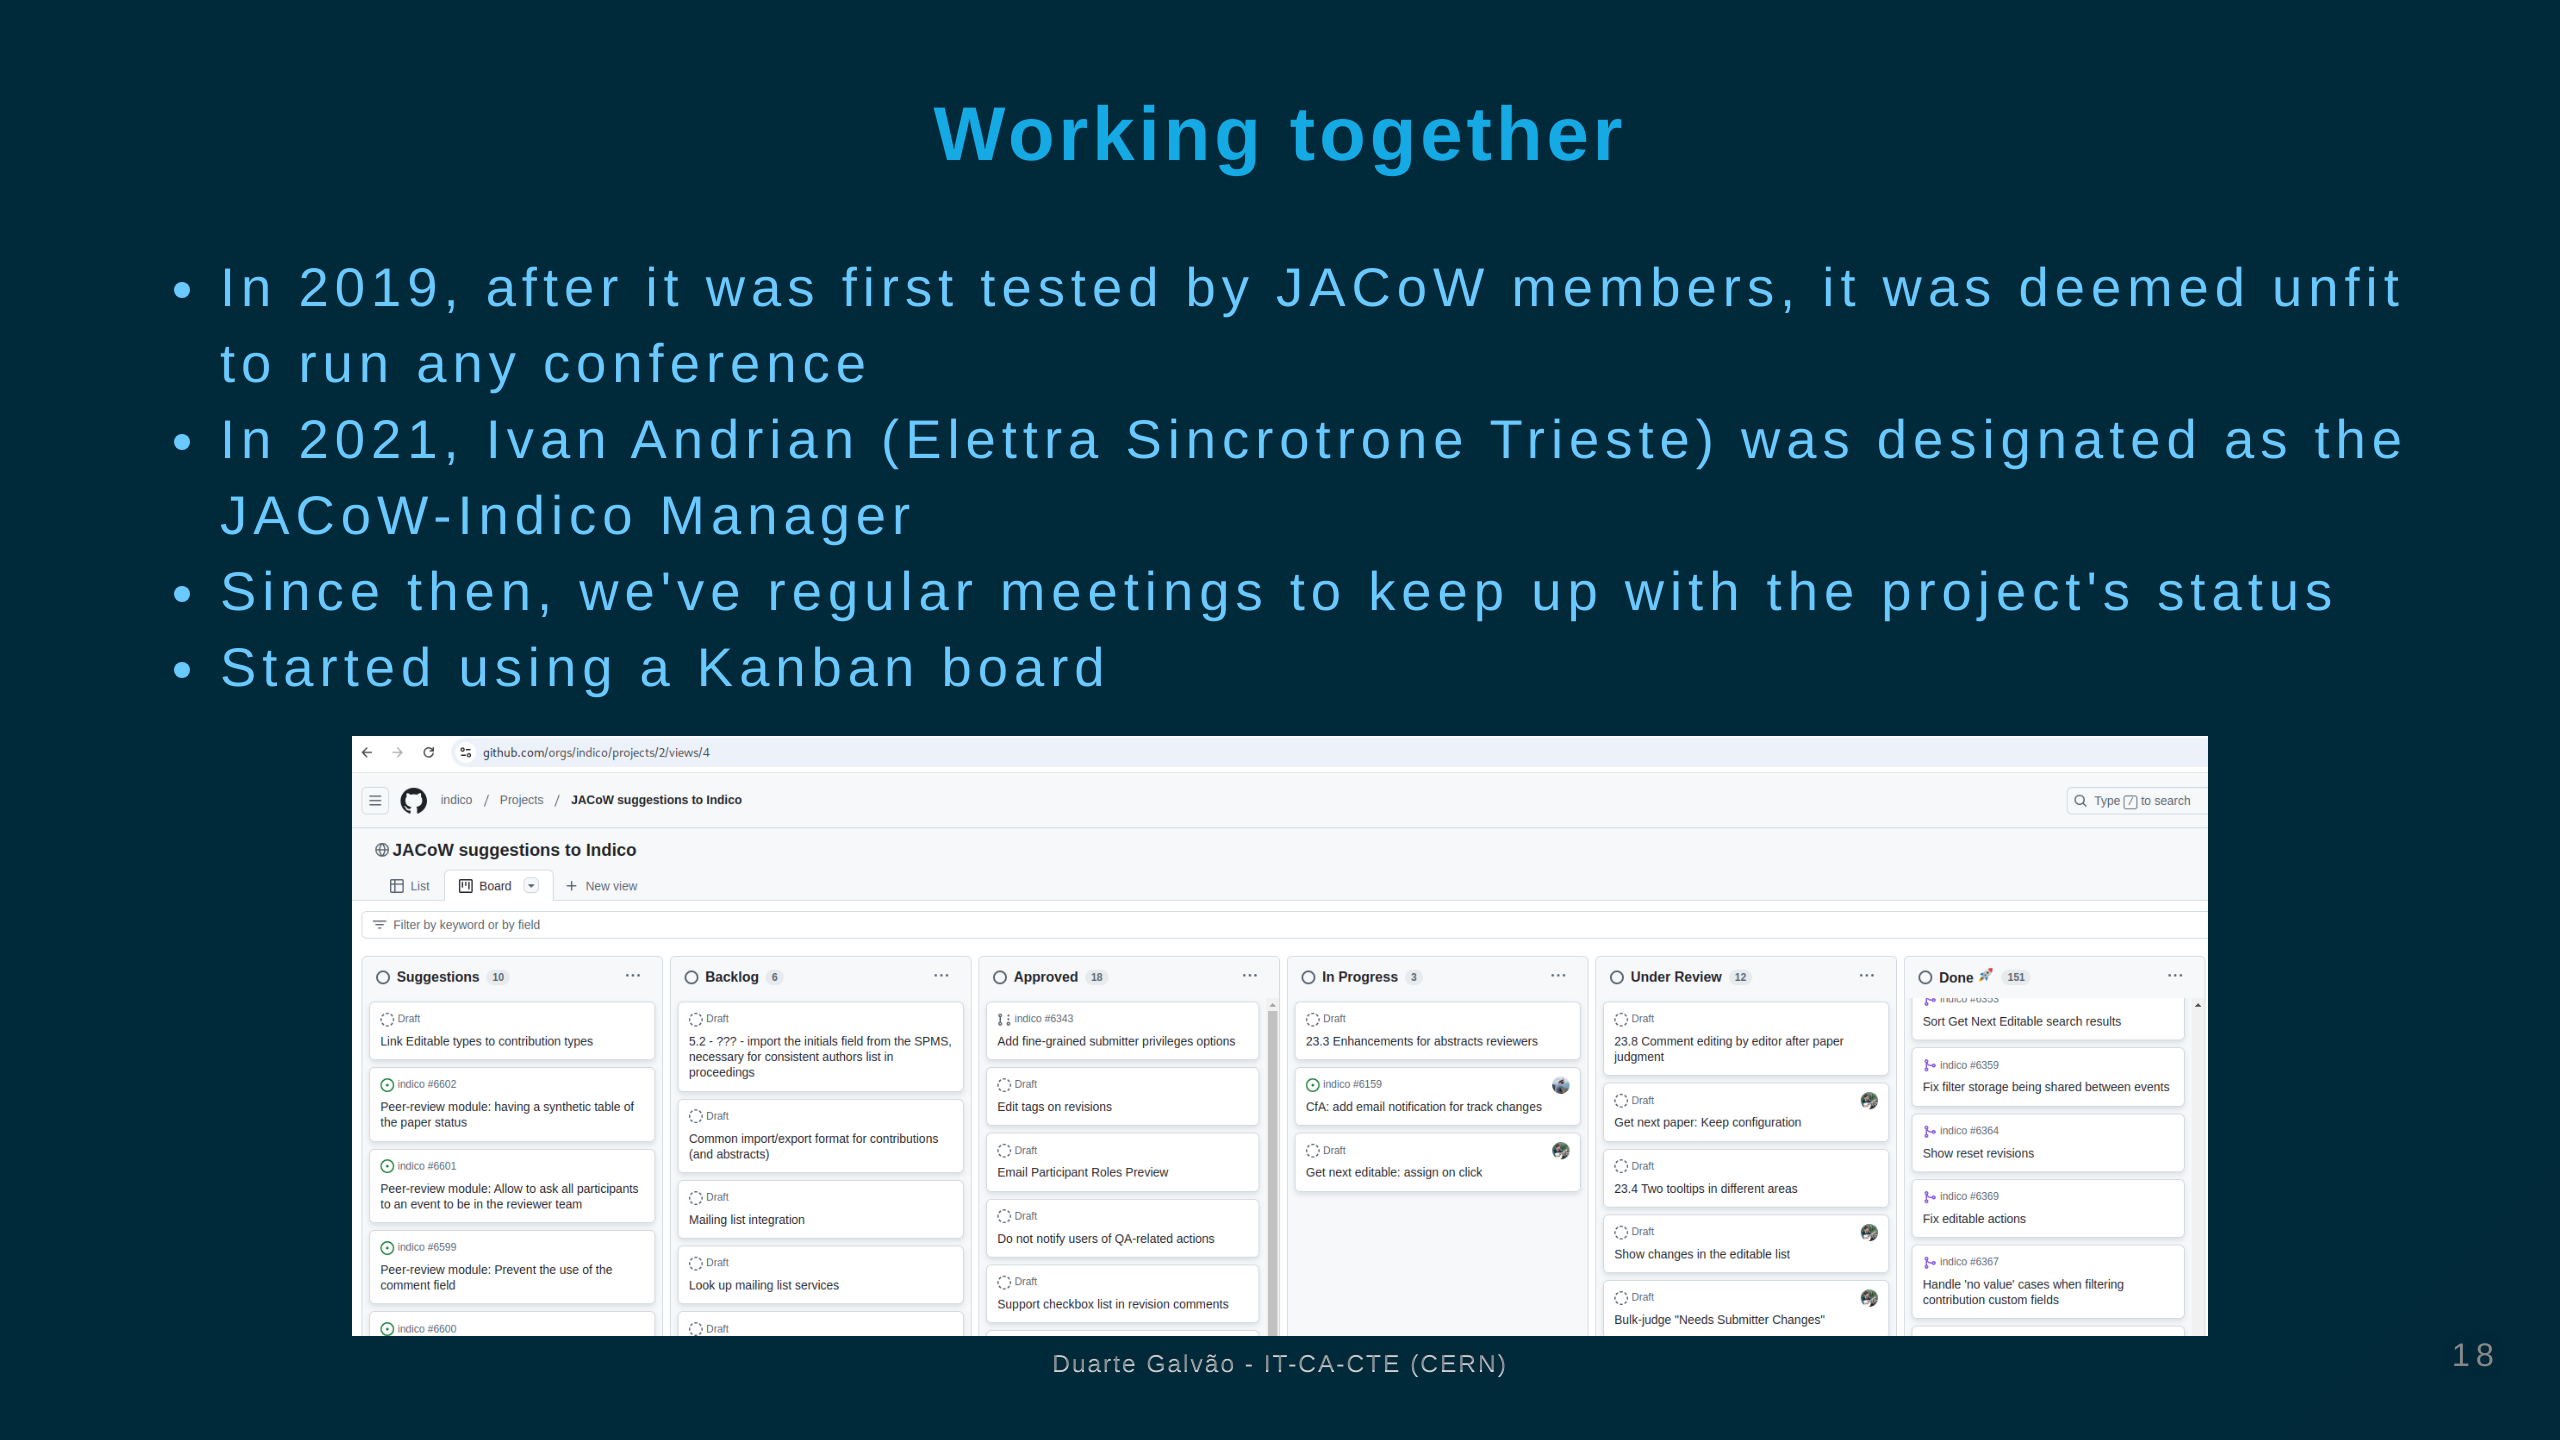 Working together
In 2019, after it was first tested by JACoW members, it was deemed unfit
to run any conference
In 2021, Ivan Andrian (Elettra Sincrotrone Trieste) was designated as the
JACoW-Indico Manager
Since then, we've regular meetings to keep up with the project's status
Started using a Kanban board
github.com/orgs/indico/projects/2/views/4
indico / Projects / JACoW suggestions to Indico
Type / to search
JACoW suggestions to Indico
List
Board
New view
Filter by keyword or by field
Suggestions 10
Draft
Link Editable types to contribution types
indico #6602
Peer-review module: having a synthetic table of
the paper status
indico #6601
Peer-review module: Allow to ask all participants
to an event to be in the reviewer team
indico #6599
Peer-review module: Prevent the use of the
comment field
indico #6600
Backlog 6
Draft
5.2 - ??? - import the initials field from the SPMS,
necessary for consistent authors list in
proceedings
Draft
Common import/export format for contributions
(and abstracts)
Draft
Mailing list integration
Draft
Look up mailing list services
Draft
Approved 18
indico #6343
Add fine-grained submitter privileges options
Draft
Edit tags on revisions
Draft
Email Participant Roles Preview
Draft
Do not notify users of QA-related actions
Draft
Support checkbox list in revision comments
In Progress 3
Draft
23.3 Enhancements for abstracts reviewers
indico #6159
CfA: add email notification for track changes
Draft
Get next editable: assign on click
Under Review 12
Draft
23.8 Comment editing by editor after paper
judgment
Draft
Get next paper: Keep configuration
Draft
23.4 Two tooltips in different areas
Draft
Show changes in the editable list
Draft
Bulk-judge "Needs Submitter Changes"
Done 🚀 151
indico #6353
Sort Get Next Editable search results
indico #6359
Fix filter storage being shared between events
indico #6364
Show reset revisions
indico #6369
Fix editable actions
indico #6367
Handle 'no value' cases when filtering
contribution custom fields
Duarte Galvão - IT-CA-CTE (CERN)
18